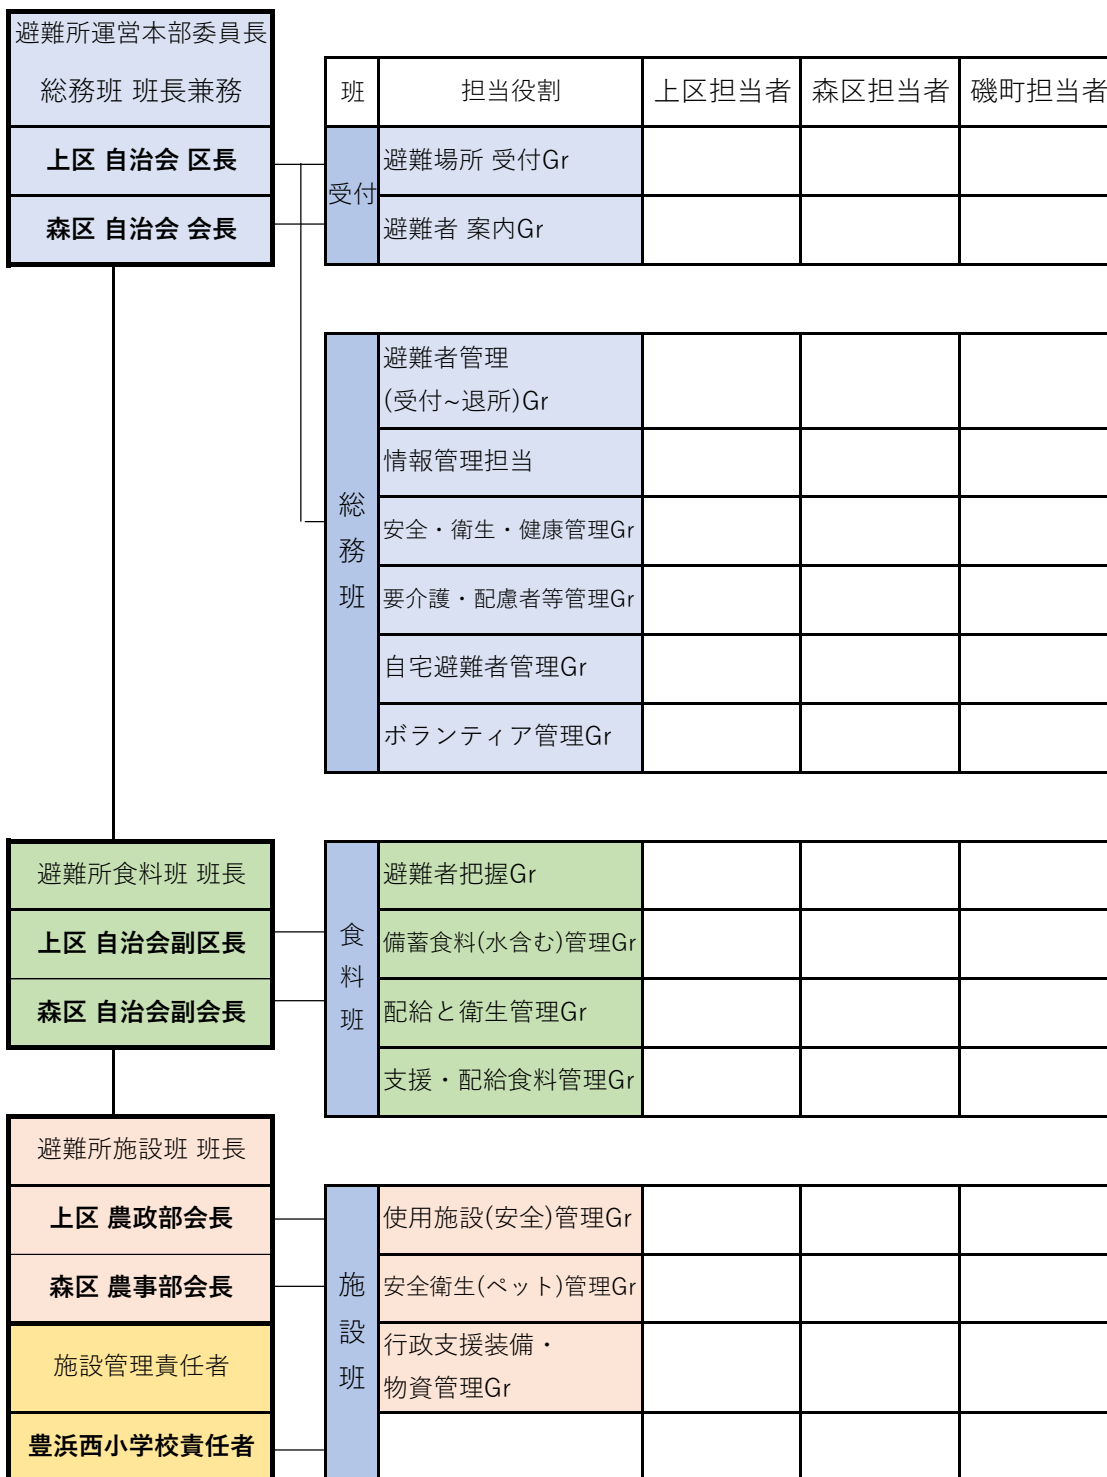 避難所運営本部委員長
総務班 班長兼務
上区 自治会 区長
森区 自治会 会長
班
担当役割
上区担当者
森区担当者
磯町担当者
受付
避難場所 受付Gr
避難者 案内Gr
総務班
避難者管理
(受付~退所)Gr
情報管理担当
安全・衛生・健康管理Gr
要介護・配慮者等管理Gr
自宅避難者管理Gr
ボランティア管理Gr
避難所食料班 班長
上区 自治会副区長
森区 自治会副会長
食料班
避難者把握Gr
備蓄食料(水含む)管理Gr
配給と衛生管理Gr
支援・配給食料管理Gr
避難所施設班 班長
上区 農政部会長
森区 農事部会長
施設管理責任者
豊浜西小学校責任者
施設班
使用施設(安全)管理Gr
安全衛生(ペット)管理Gr
行政支援装備・
物資管理Gr